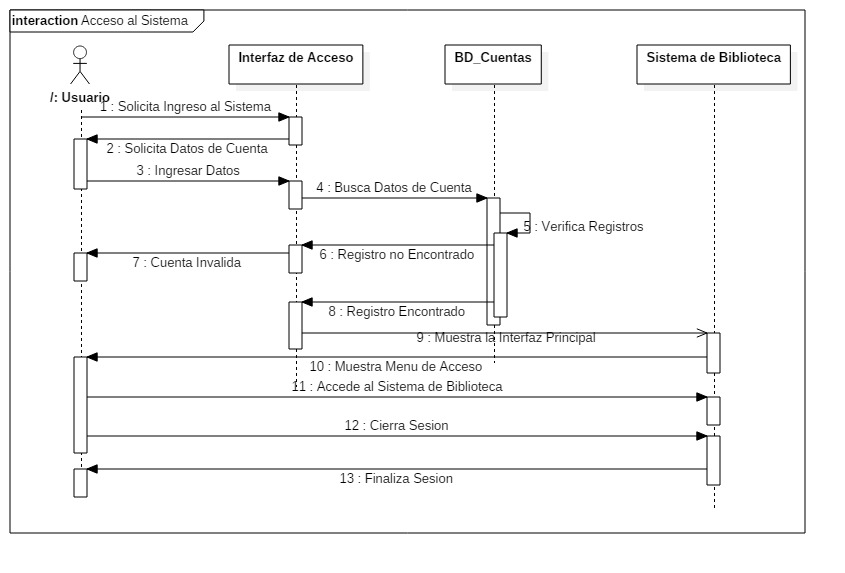 interaction Acceso al Sistema
Interfaz de Acceso
BD_Cuentas
Sistema de Biblioteca
/: Usuario
1 : Solicita Ingreso al Sistema
2 : Solicita Datos de Cuenta
3 : Ingresar Datos
4 : Busca Datos de Cuenta
5 : Verifica Registros
6 : Registro no Encontrado
7 : Cuenta Invalida
8 : Registro Encontrado
9 : Muestra la Interfaz Principal
10 : Muestra Menu de Acceso
11 : Accede al Sistema de Biblioteca
12 : Cierra Sesion
13 : Finaliza Sesion